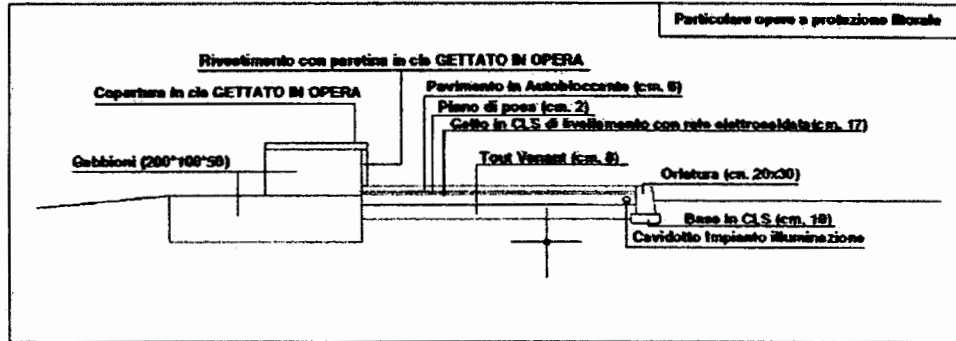 Particolare opere a protezione litorale
Rivestimento con paretina in cls GETTATO IN OPERA
Copertura in cls GETTATO IN OPERA
Pavimento in Autobloccante (cm. 6)
Piano di posa (cm. 2)
Getto in CLS di livellamento con rete elettrosaldata (cm. 17)
Gabbioni (200*100*50)
Tout Venant (cm. 8)
Orlatura (cm. 20x30)
Base in CLS (cm. 10)
Cavidotto Impianto illuminazione